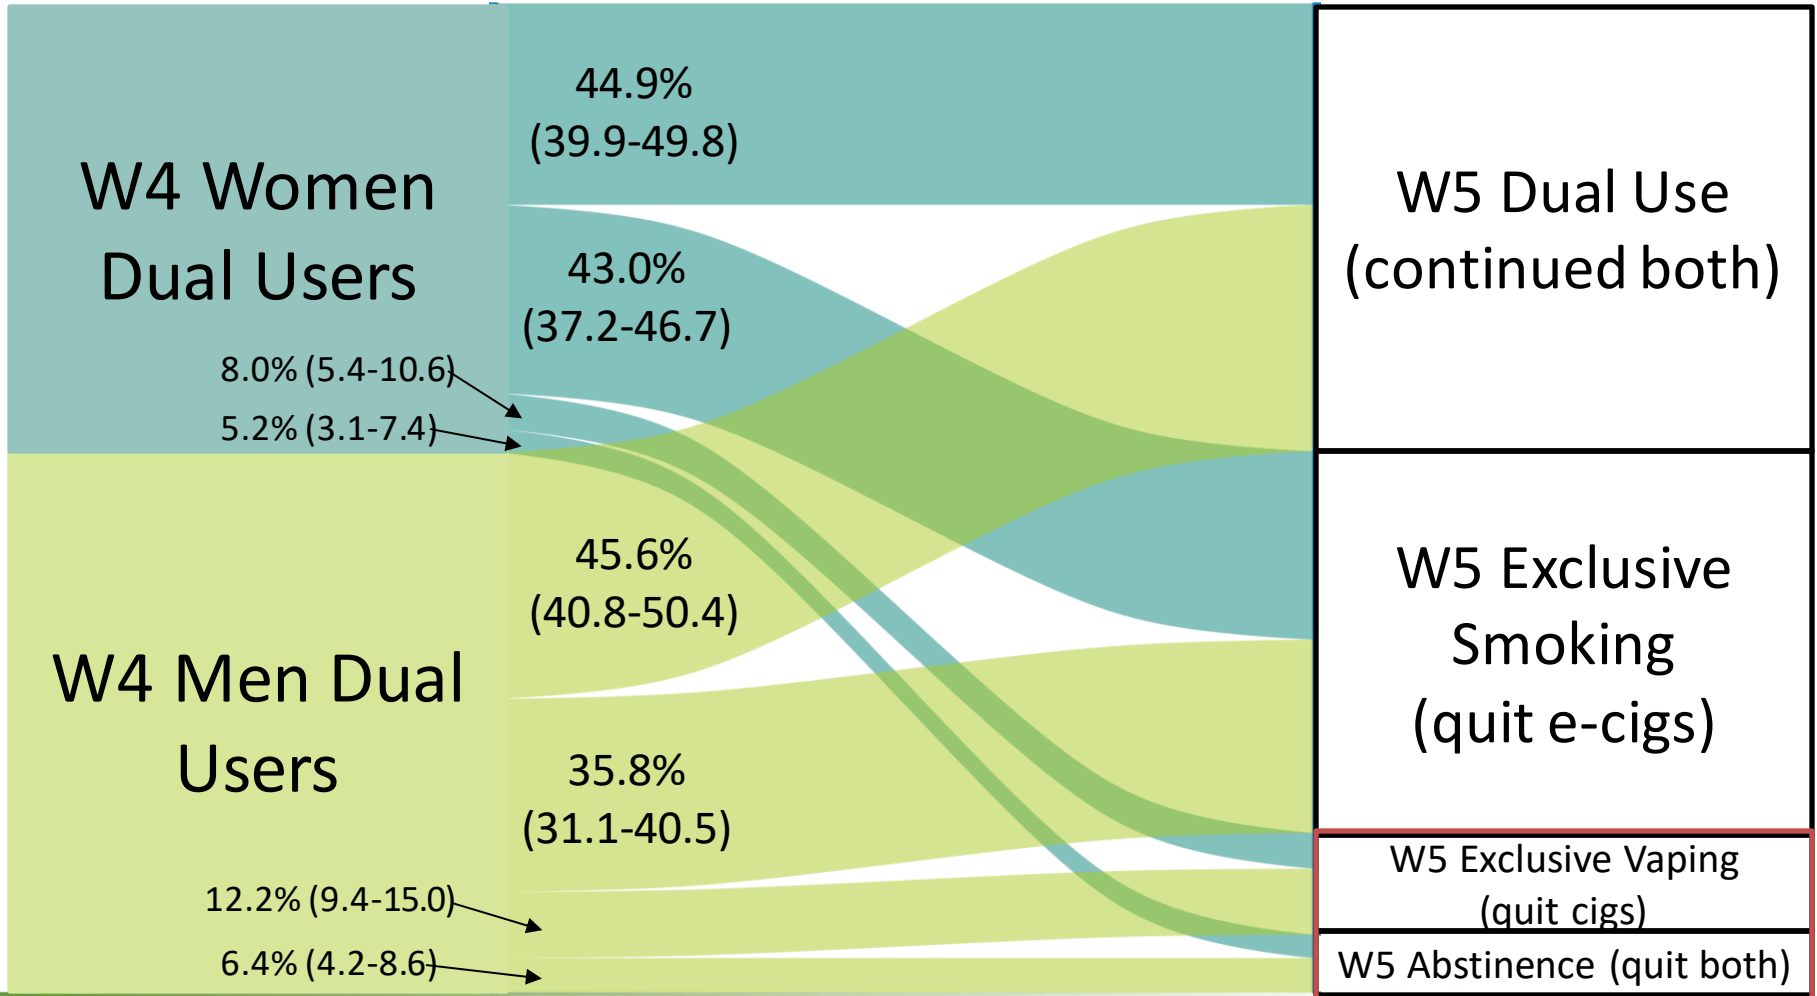 W4 Women
Dual Users
8.0% (5.4-10.6)
5.2% (3.1-7.4)
W4 Men Dual
Users
12.2% (9.4-15.0)
6.4% (4.2-8.6)
44.9%
(39.9-49.8)
43.0%
(37.2-46.7)
45.6%
(40.8-50.4)
35.8%
(31.1-40.5)
W5 Dual Use
(continued both)
W5 Exclusive
Smoking
(quit e-cigs)
W5 Exclusive Vaping
(quit cigs)
W5 Abstinence (quit both)